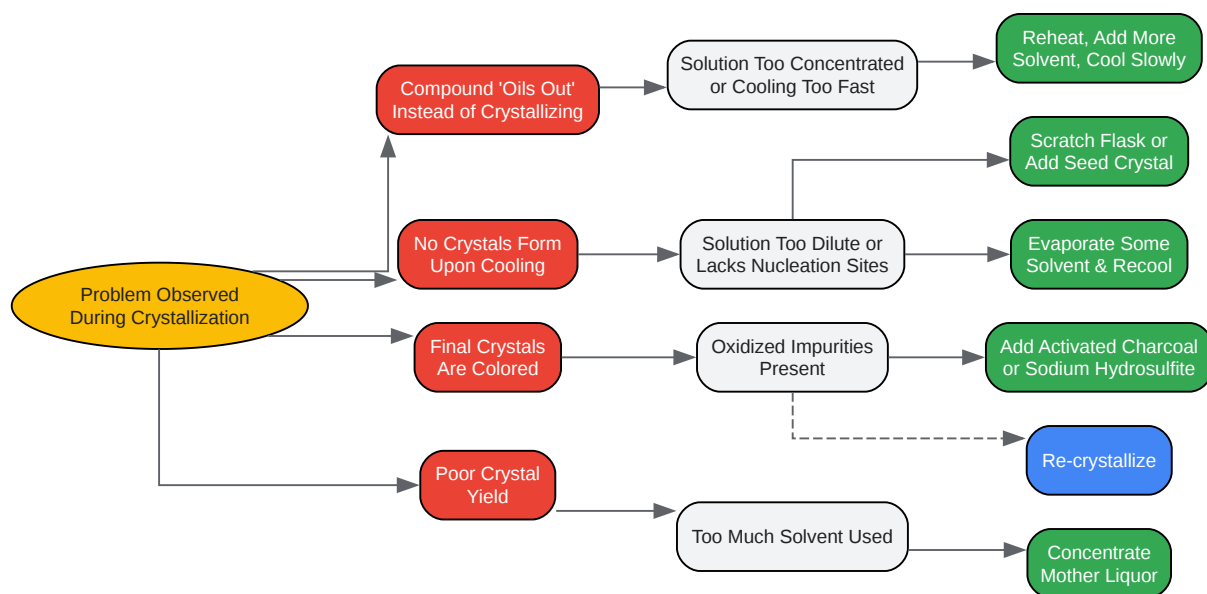 Problem Observed
During Crystallization
Compound 'Oils Out'
Instead of Crystallizing
Solution Too Concentrated
or Cooling Too Fast
Reheat, Add More
Solvent, Cool Slowly
No Crystals Form
Upon Cooling
Solution Too Dilute or
Lacks Nucleation Sites
Scratch Flask or
Add Seed Crystal
Evaporate Some
Solvent & Recool
Final Crystals
Are Colored
Oxidized Impurities
Present
Add Activated Charcoal
or Sodium Hydrosulfite
Re-crystallize
Poor Crystal
Yield
Too Much Solvent Used
Concentrate
Mother Liquor